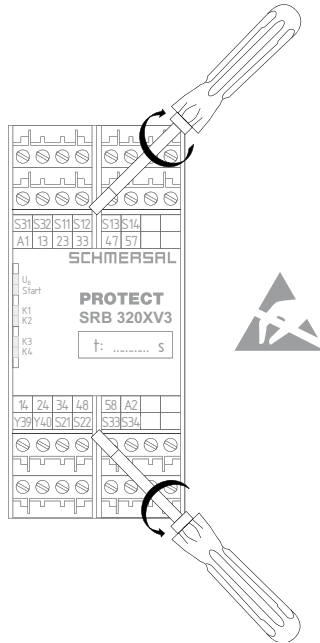 S31 S32 S11 S12 S13 S14
A1 13 23 33 47 57
SCHMERSAL
UB
Start
K1
K2
K3
K4
PROTECT
SRB 320XV3
t: ............ s
14 24 34 48 58 A2
Y39 Y40 S21 S22 S33 S34